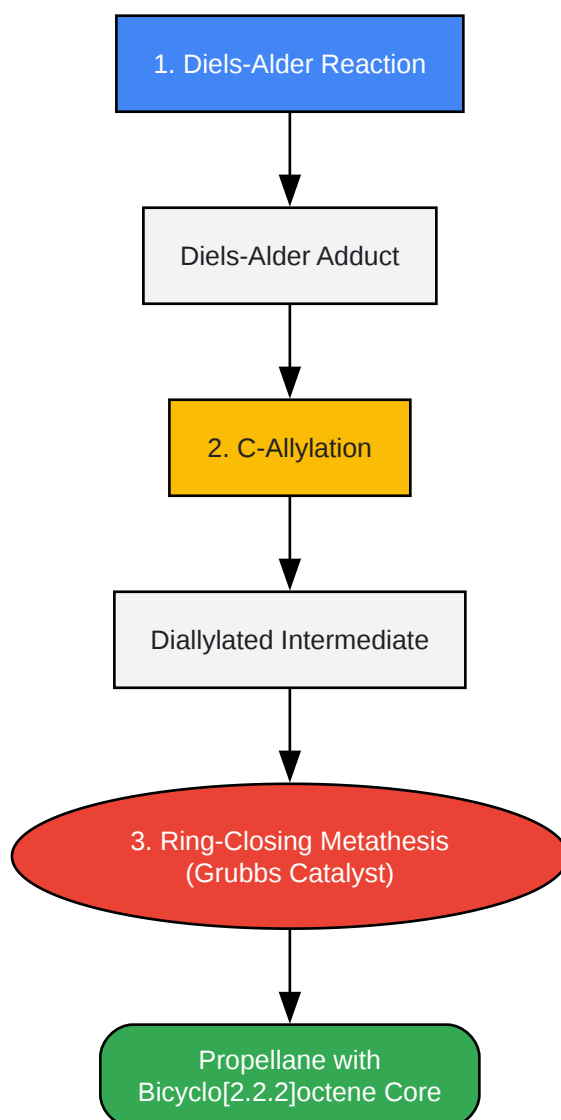 1. Diels-Alder Reaction
Diels-Alder Adduct
2. C-Allylation
Diallylated Intermediate
3. Ring-Closing Metathesis
(Grubbs Catalyst)
Propellane with
Bicyclo[2.2.2]octene Core